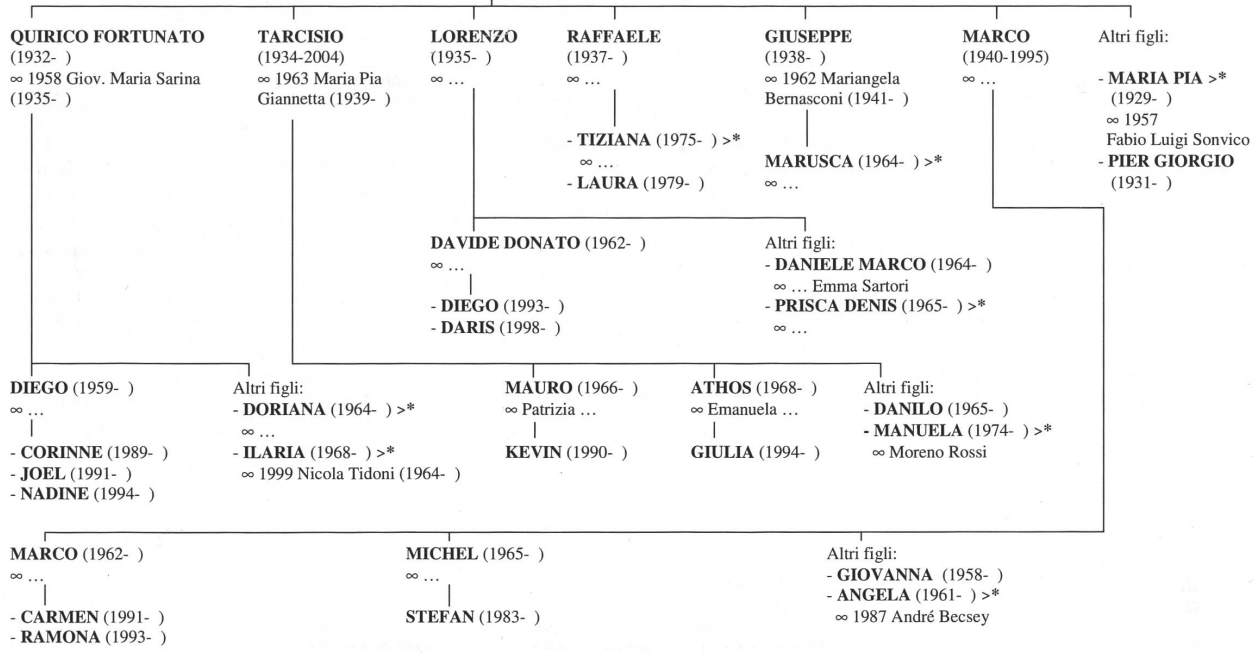 QUIRICO FORTUNATO
(1932- )
∞ 1958 Giov. Maria Sarina
(1935- )
TARCISIO
(1934-2004)
∞ 1963 Maria Pia
Giannetta (1939- )
LORENZO
(1935- )
∞ …
RAFFAELE
(1937- )
∞ …
- TIZIANA (1975- ) >*
∞ …
- LAURA (1979- )
GIUSEPPE
(1938- )
∞ 1962 Mariangela
Bernasconi (1941- )
MARUSCA (1964- ) >*
∞ …
MARCO
(1940-1995)
∞ …
Altri figli:
- MARIA PIA >*
(1929- )
∞ 1957
Fabio Luigi Sonvico
- PIER GIORGIO
(1931- )
DAVIDE DONATO (1962- )
∞ …
- DIEGO (1993- )
- DARIS (1998- )
Altri figli:
- DANIELE MARCO (1964- )
∞ … Emma Sartori
- PRISCA DENIS (1965- ) >*
∞ …
DIEGO (1959- )
∞ …
- CORINNE (1989- )
- JOEL (1991- )
- NADINE (1994- )
Altri figli:
- DORIANA (1964- ) >*
∞ …
- ILARIA (1968- ) >*
∞ 1999 Nicola Tidoni (1964- )
MAURO (1966- )
∞ Patrizia …
KEVIN (1990- )
ATHOS (1968- )
∞ Emanuela …
GIULIA (1994- )
Altri figli:
- DANILO (1965- )
- MANUELA (1974- ) >*
∞ Moreno Rossi
MARCO (1962- )
∞ …
- CARMEN (1991- )
- RAMONA (1993- )
MICHEL (1965- )
∞ …
STEFAN (1983- )
Altri figli:
- GIOVANNA (1958- )
- ANGELA (1961- ) >*
∞ 1987 André Becsey